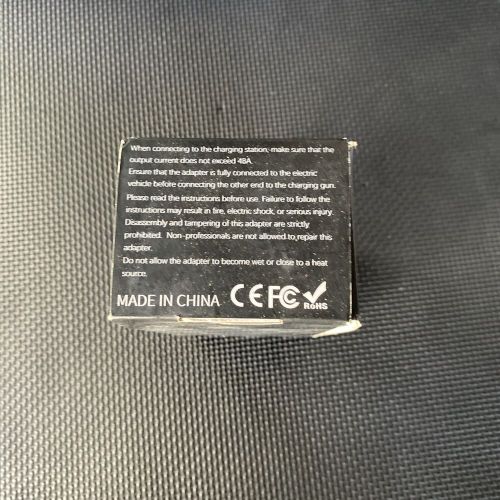 When connecting to the charging station, make sure that the
output current does not exceed 48A.
Ensure that the adapter is fully connected to the electric
vehicle before connecting the other end to the charging gun.
Please read the instructions before use. Failure to follow the
instructions may result in fire, electric shock, or serious injury.
Disassembly and tampering of this adapter are strictly
prohibited. Non-professionals are not allowed to repair this
adapter.
Do not allow the adapter to become wet or close to a heat
source.
MADE IN CHINA CE FC RoHS